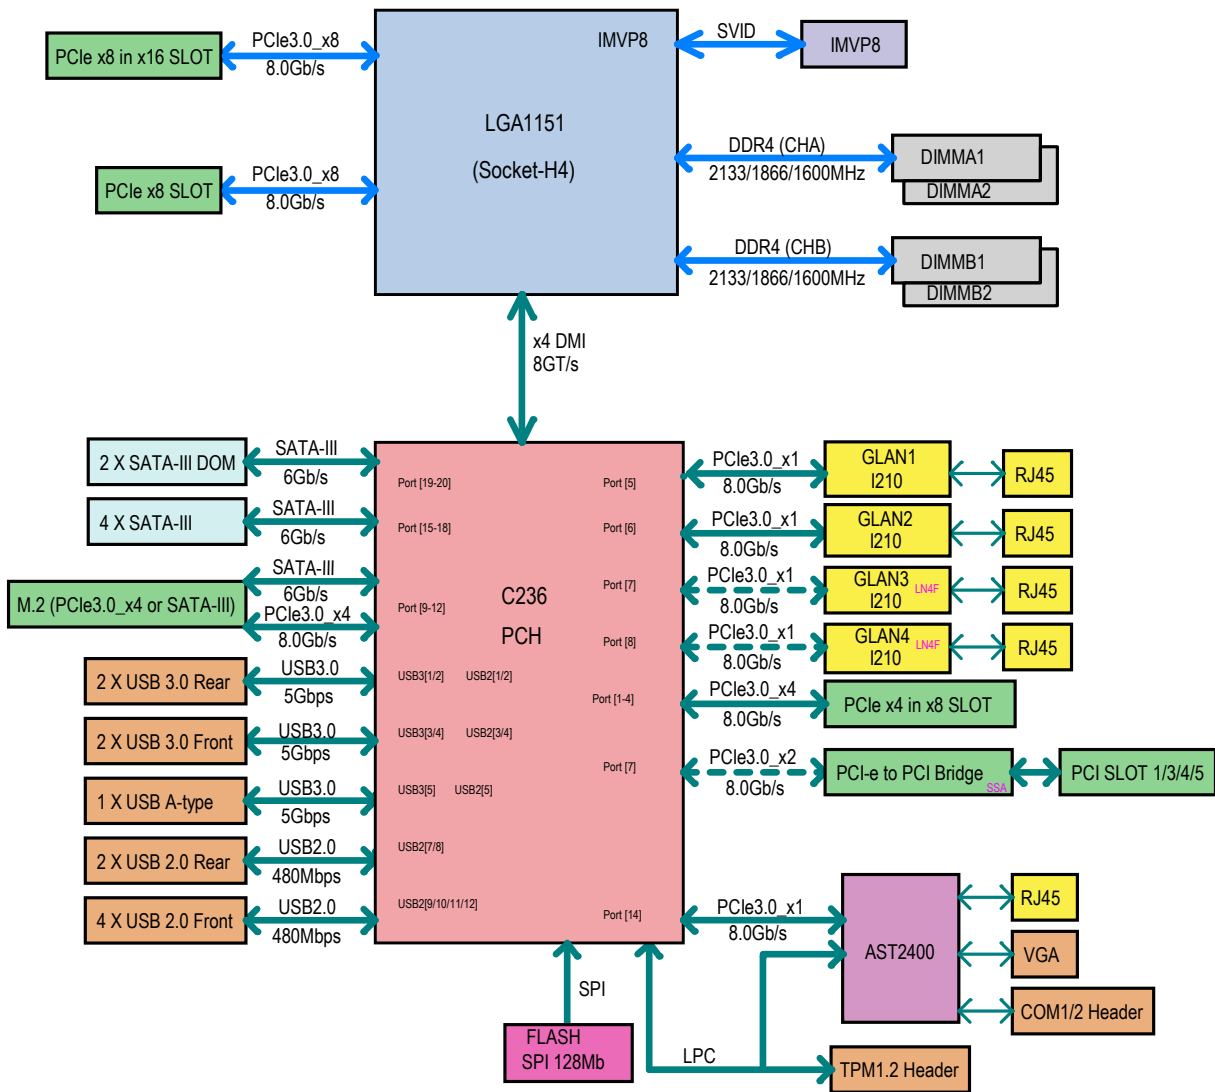 PCIe x8 in x16 SLOT
PCIe3.0_x8
8.0Gb/s
IMVP8
SVID
IMVP8
LGA1151
(Socket-H4)
PCIe x8 SLOT
PCIe3.0_x8
8.0Gb/s
DDR4 (CHA)
2133/1866/1600MHz
DIMMA1
DIMMA2
DDR4 (CHB)
2133/1866/1600MHz
DIMMB1
DIMMB2
x4 DMI
8GT/s
2 X SATA-III DOM
SATA-III
6Gb/s
Port [19-20]
4 X SATA-III
SATA-III
6Gb/s
Port [15-18]
M.2 (PCIe3.0_x4 or SATA-III)
SATA-III
6Gb/s
PCIe3.0_x4
8.0Gb/s
Port [9-12]
2 X USB 3.0 Rear
USB3.0
5Gbps
USB3[1/2] USB2[1/2]
2 X USB 3.0 Front
USB3.0
5Gbps
USB3[3/4] USB2[3/4]
1 X USB A-type
USB3.0
5Gbps
USB3[5] USB2[5]
2 X USB 2.0 Rear
USB2.0
480Mbps
USB2[7/8]
4 X USB 2.0 Front
USB2.0
480Mbps
USB2[9/10/11/12]
C236
PCH
Port [5]
PCIe3.0_x1
8.0Gb/s
GLAN1
I210
RJ45
Port [6]
PCIe3.0_x1
8.0Gb/s
GLAN2
I210
RJ45
Port [7]
PCIe3.0_x1
8.0Gb/s
GLAN3
I210
LN4F
RJ45
Port [8]
PCIe3.0_x1
8.0Gb/s
GLAN4
I210
LN4F
RJ45
Port [1-4]
PCIe3.0_x4
8.0Gb/s
PCIe x4 in x8 SLOT
Port [7]
PCIe3.0_x2
8.0Gb/s
PCI-e to PCI Bridge
SSA
PCI SLOT 1/3/4/5
Port [14]
PCIe3.0_x1
8.0Gb/s
AST2400
RJ45
VGA
COM1/2 Header
SPI
FLASH
SPI 128Mb
LPC
TPM1.2 Header